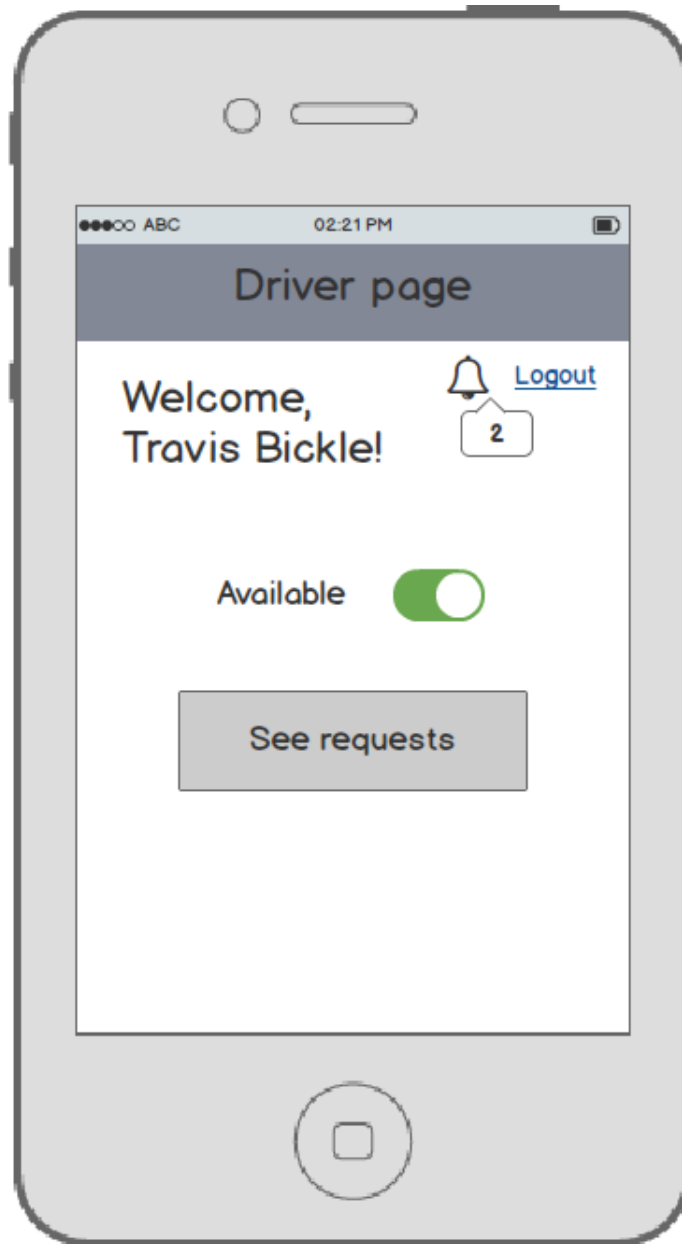 ABC 02:21 PM
Driver page
Welcome,
Travis Bickle!
Logout
2
Available
See requests